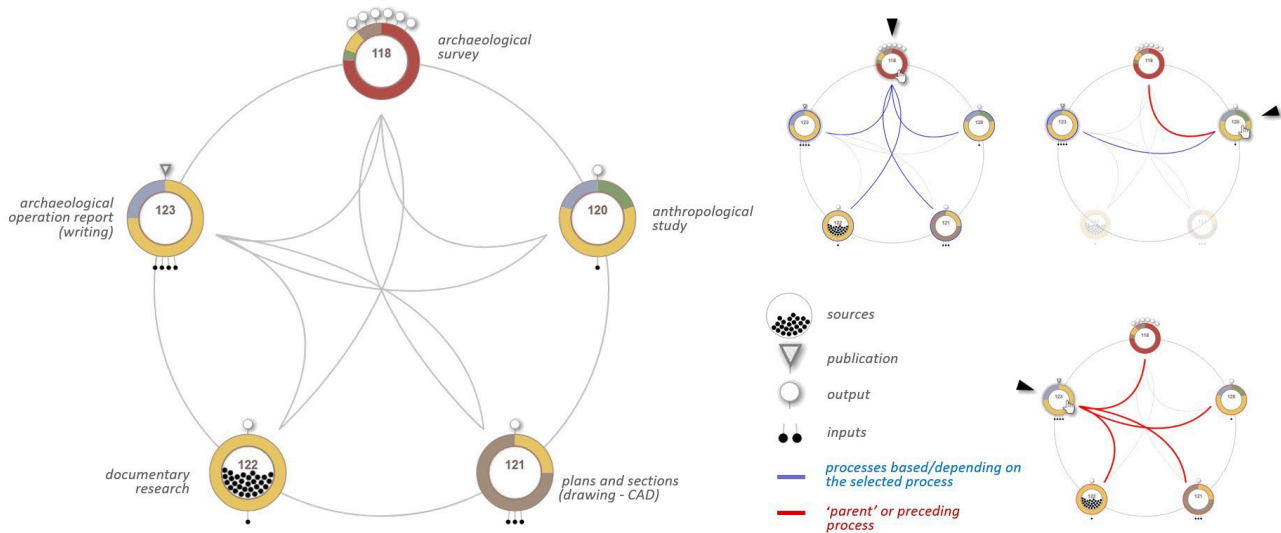 118
archaeological
survey
123
archaeological
operation report
(writing)
120
anthropological
study
122
documentary
research
121
plans and sections
(drawing - CAD)
118
123
120
122
121
118
123
120
122
121
sources
publication
output
inputs
processes based/depending on
the selected process
'parent' or preceding
process
118
123
120
122
121